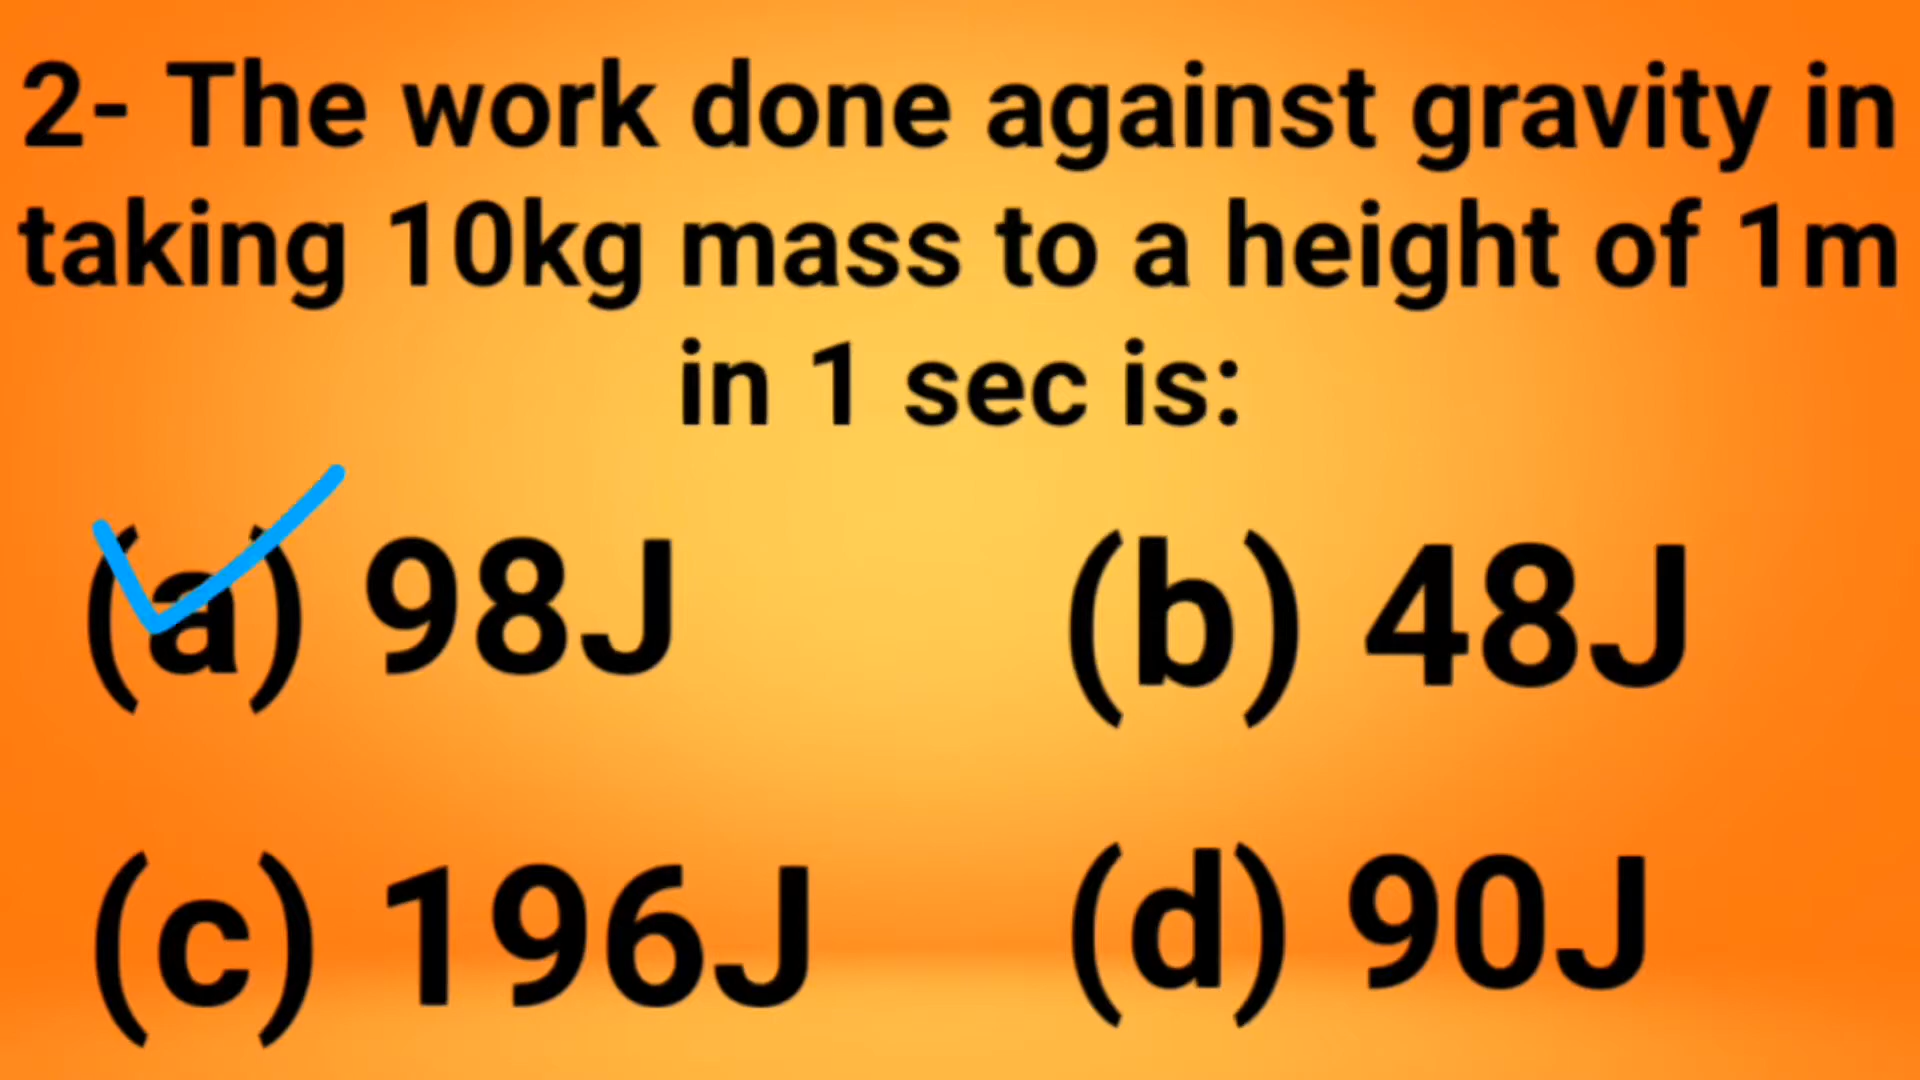 2- The work done against gravity in
taking 10kg mass to a height of 1m
in 1 sec is:
(a) 98J
(b) 48J
(c) 196J
(d) 90J